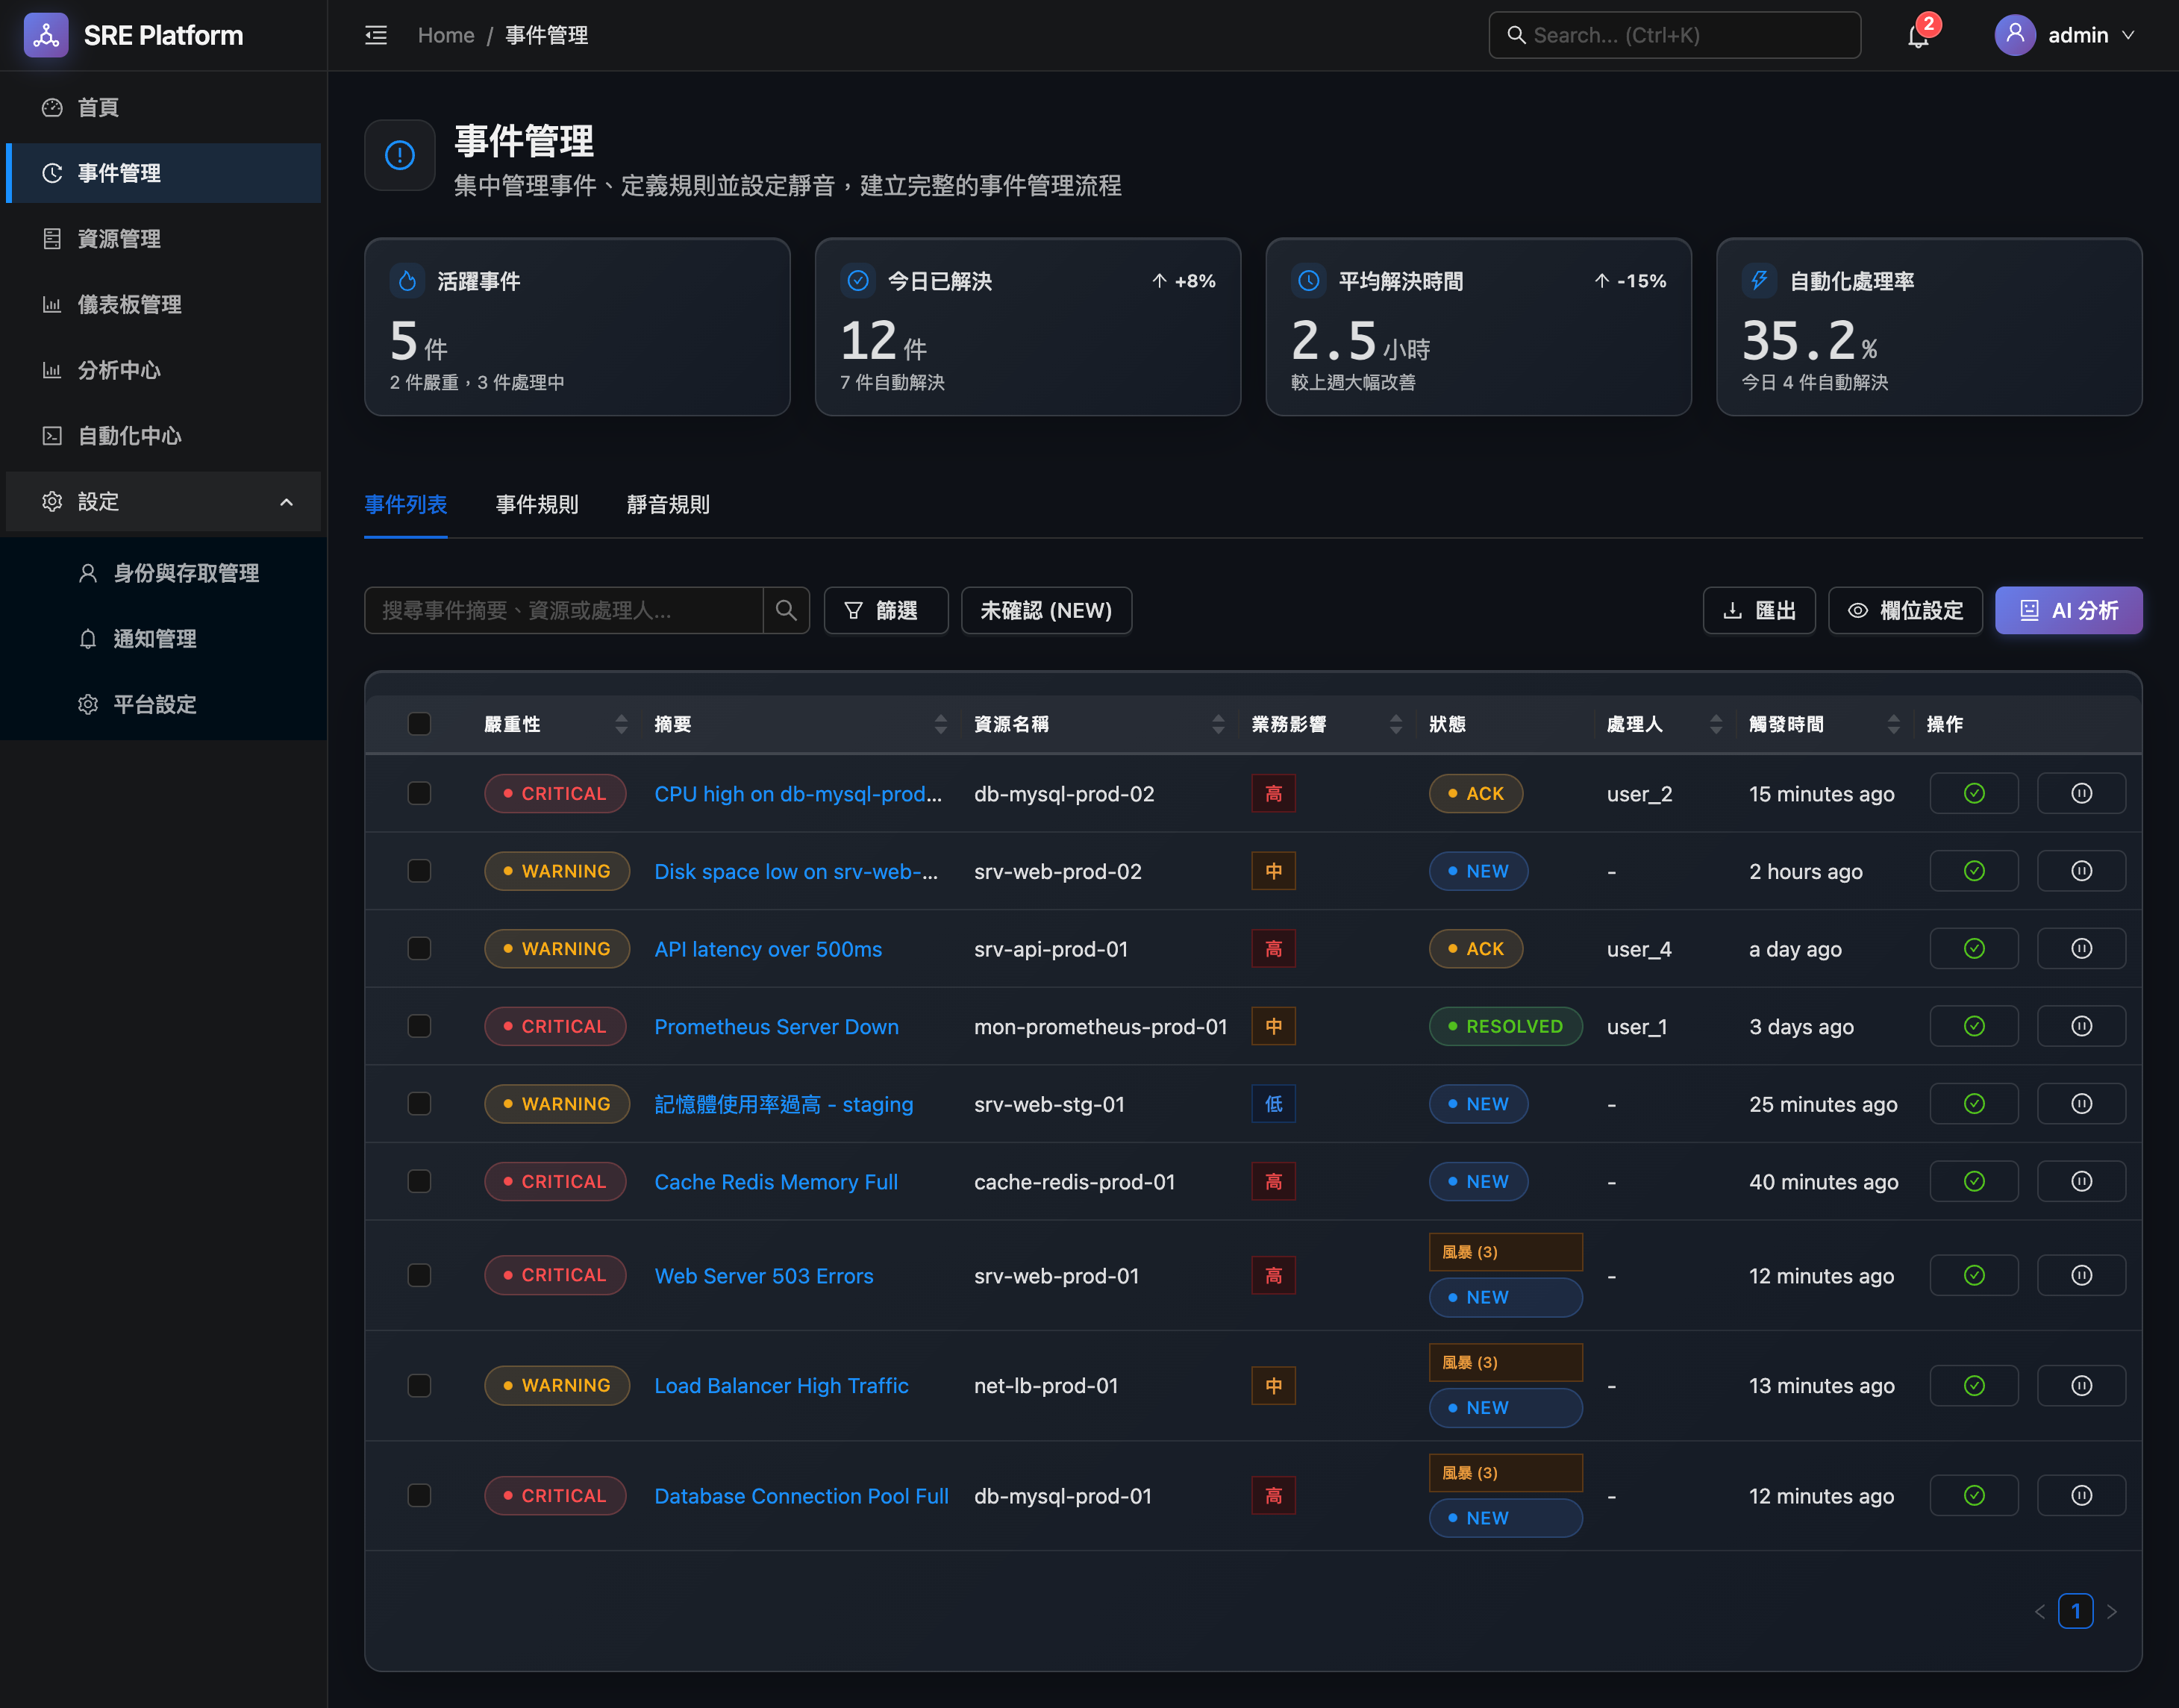 SRE Platform
Home / 事件管理
Search... (Ctrl+K)
2
admin
首頁
事件管理
資源管理
儀表板管理
分析中心
自動化中心
設定
身份與存取管理
通知管理
平台設定
事件管理
集中管理事件、定義規則並設定靜音，建立完整的事件管理流程
活躍事件
5 件
2 件嚴重，3 件處理中
今日已解決 +8%
12 件
7 件自動解決
平均解決時間 -15%
2.5 小時
較上週大幅改善
自動化處理率
35.2 %
今日 4 件自動解決
事件列表 事件規則 靜音規則
搜尋事件摘要、資源或處理人... 篩選 未確認 (NEW) 匯出 欄位設定 AI 分析
嚴重性 摘要 資源名稱 業務影響 狀態 處理人 觸發時間 操作
CRITICAL CPU high on db-mysql-prod... db-mysql-prod-02 高 ACK user_2 15 minutes ago
WARNING Disk space low on srv-web-... srv-web-prod-02 中 NEW - 2 hours ago
WARNING API latency over 500ms srv-api-prod-01 高 ACK user_4 a day ago
CRITICAL Prometheus Server Down mon-prometheus-prod-01 中 RESOLVED user_1 3 days ago
WARNING 記憶體使用率過高 - staging srv-web-stg-01 低 NEW - 25 minutes ago
CRITICAL Cache Redis Memory Full cache-redis-prod-01 高 NEW - 40 minutes ago
風暴 (3)
CRITICAL Web Server 503 Errors srv-web-prod-01 高 NEW - 12 minutes ago
風暴 (3)
WARNING Load Balancer High Traffic net-lb-prod-01 中 NEW - 13 minutes ago
風暴 (3)
CRITICAL Database Connection Pool Full db-mysql-prod-01 高 NEW - 12 minutes ago
1